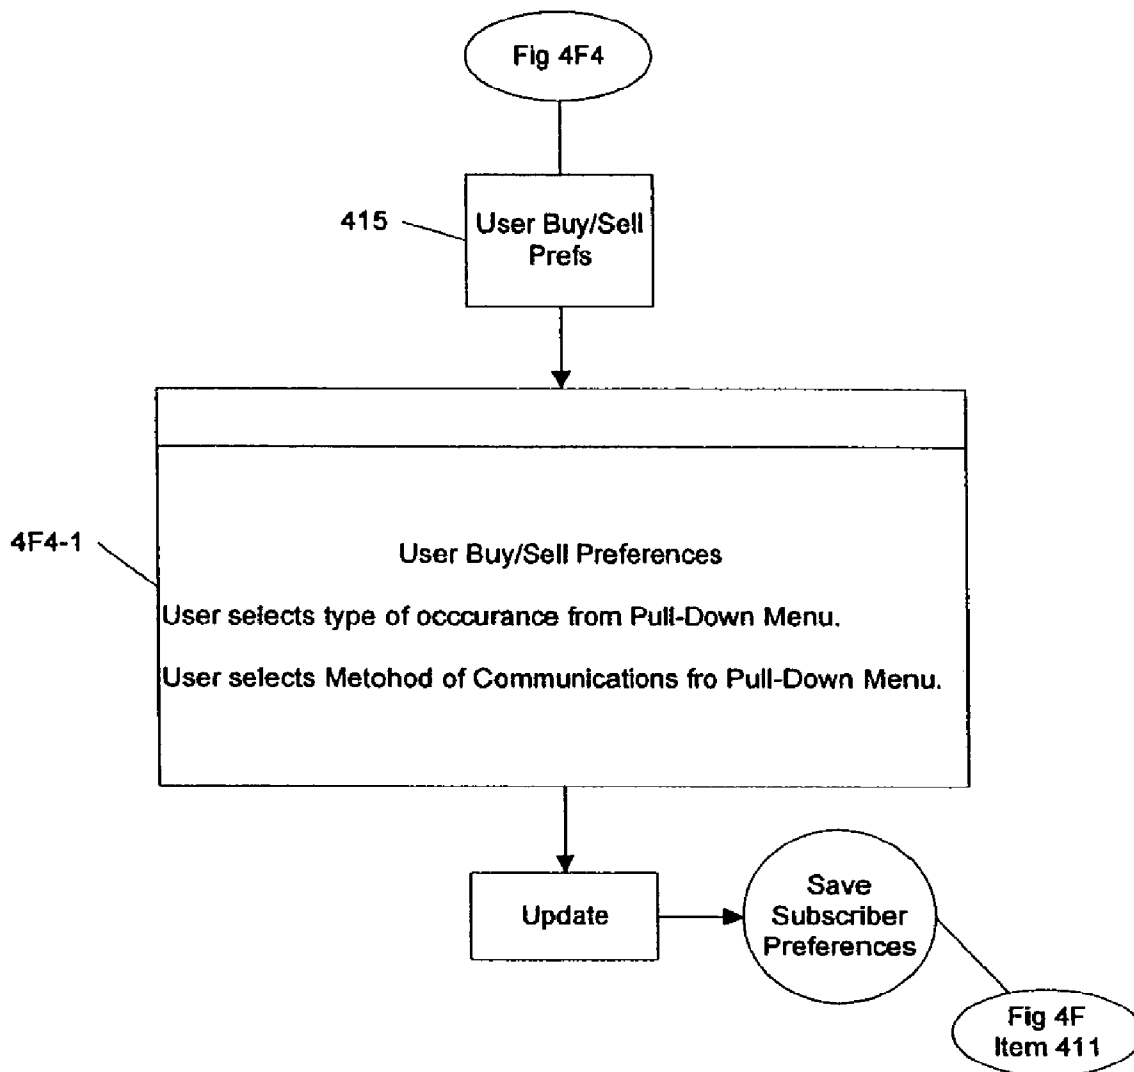 Fig 4F4
415
User Buy/Sell
Prefs
4F4-1
User Buy/Sell Preferences
User selects type of occcurance from Pull-Down Menu.
User selects Metohod of Communications fro Pull-Down Menu.
Update
Save
Subscriber
Preferences
Fig 4F
Item 411